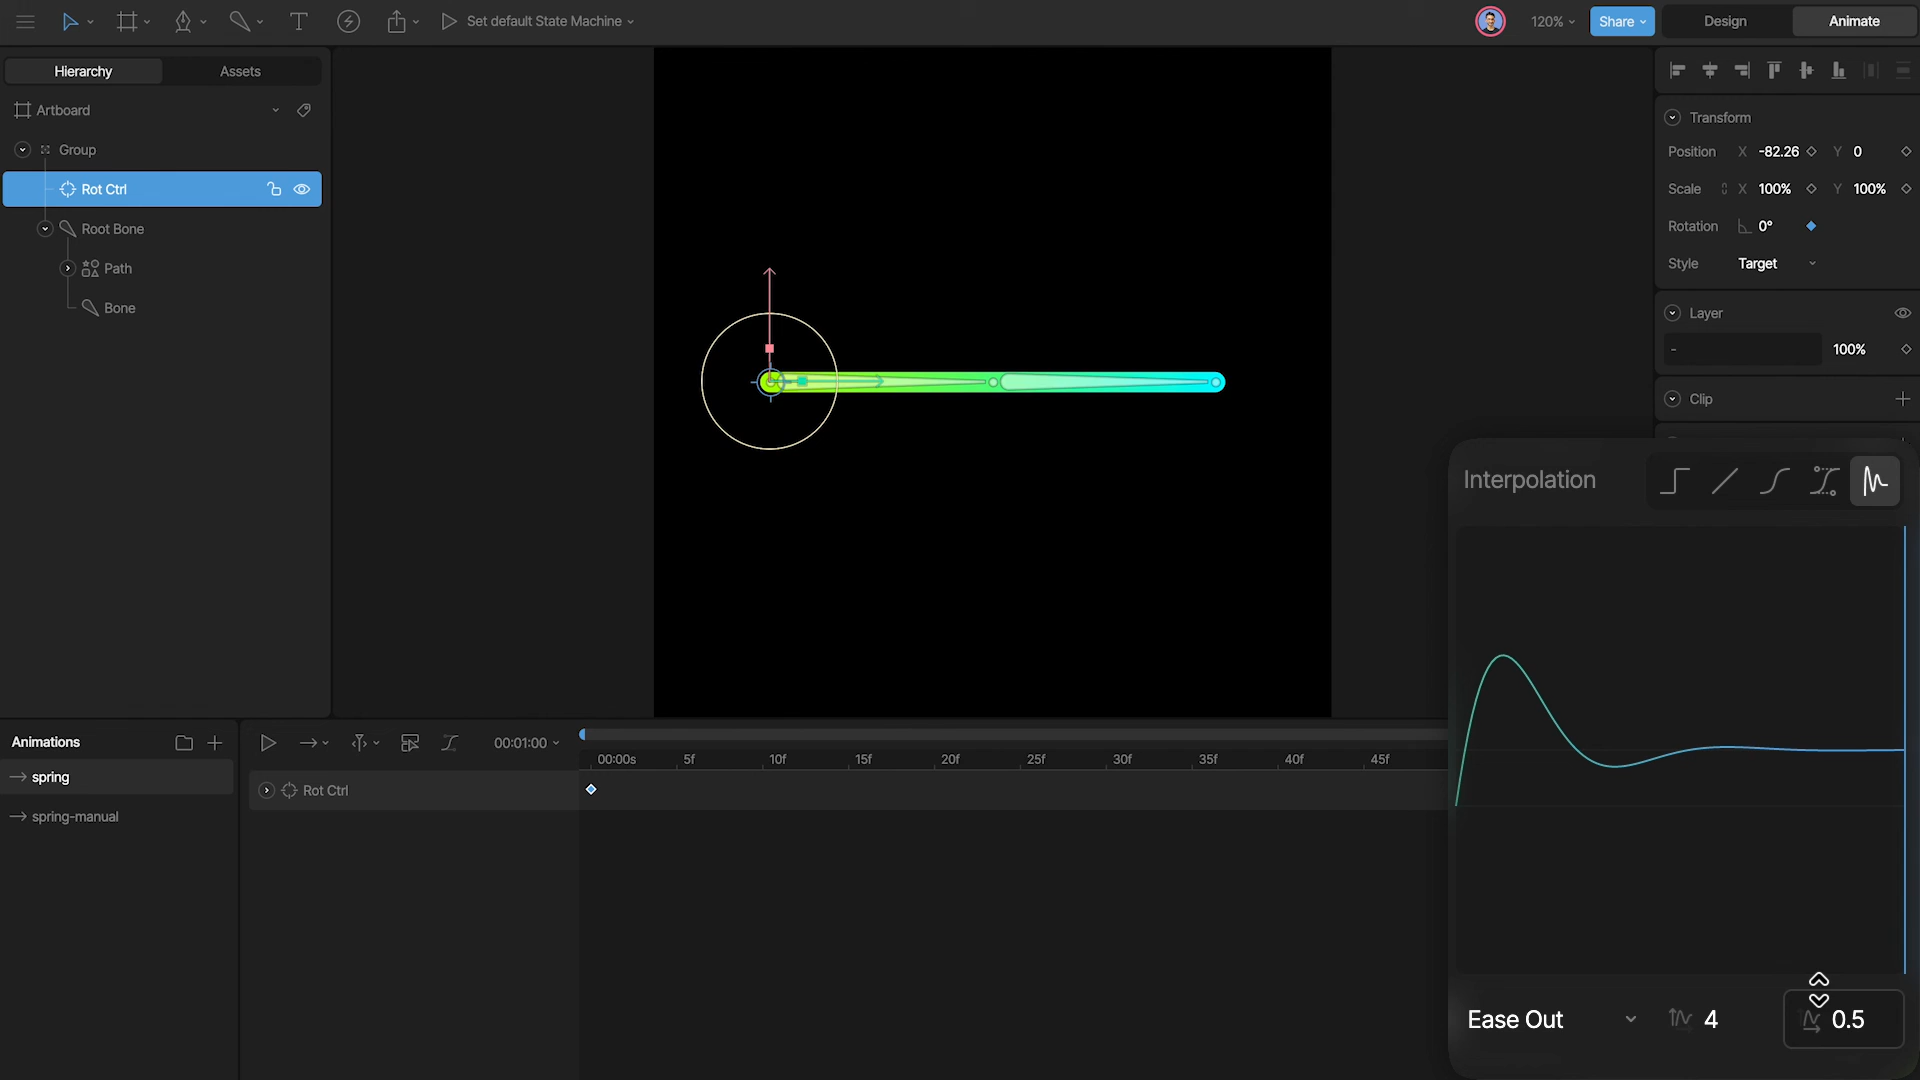 Set default State Machine
120%
Share
Design
Animate
Hierarchy
Assets
Artboard
Group
Rot Ctrl
Root Bone
Path
Bone
Transform
Position X -82.26 Y 0
Scale X 100% Y 100%
Rotation 0°
Style Target
Layer
- 100%
Clip
Interpolation
Ease Out 4 0.5
Animations
spring
spring-manual
00:01:00
00:00s 5f 10f 15f 20f 25f 30f 35f 40f 45f
Rot Ctrl